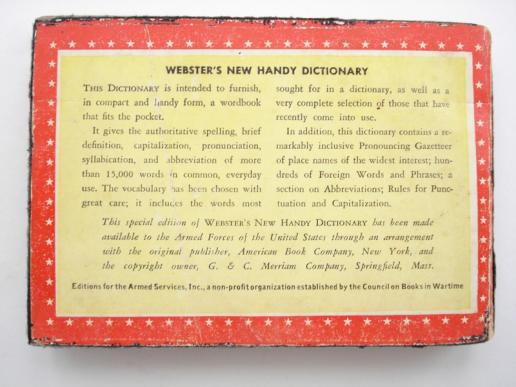 WEBSTER'S NEW HANDY DICTIONARY
THIS DICTIONARY is intended to furnish,
in compact and handy form, a wordbook
that fits the pocket.
It gives the authoritative spelling, brief
definition, capitalization, pronunciation,
syllabication, and abbreviation of more
than 15,000 words in common, everyday
use. The vocabulary has been chosen with
great care; it includes the words most
sought for in a dictionary, as well as a
very complete selection of those that have
recently come into use.
In addition, this dictionary contains a re-
markably inclusive Pronouncing Gazetteer
of place names of the widest interest; hun-
dreds of Foreign Words and Phrases; a
section on Abbreviations; Rules for Punc-
tuation and Capitalization.
This special edition of WEBSTER'S NEW HANDY DICTIONARY has been made
available to the Armed Forces of the United States through an arrangement
with the original publisher, American Book Company, New York, and
the copyright owner, G. & C. Merriam Company, Springfield, Mass.
Editions for the Armed Services, Inc., a non-profit organization established by the Council on Books in Wartime